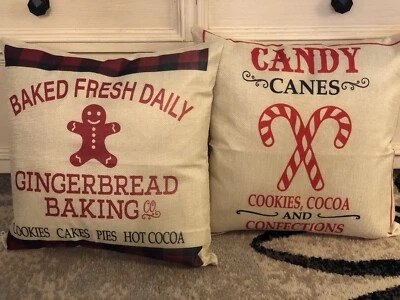 BAKED FRESH DAILY
GINGERBREAD
BAKING CO.
COOKIES CAKES PIES HOT COCOA
CANDY
CANES
COOKIES, COCOA
AND
CONFECTIONS